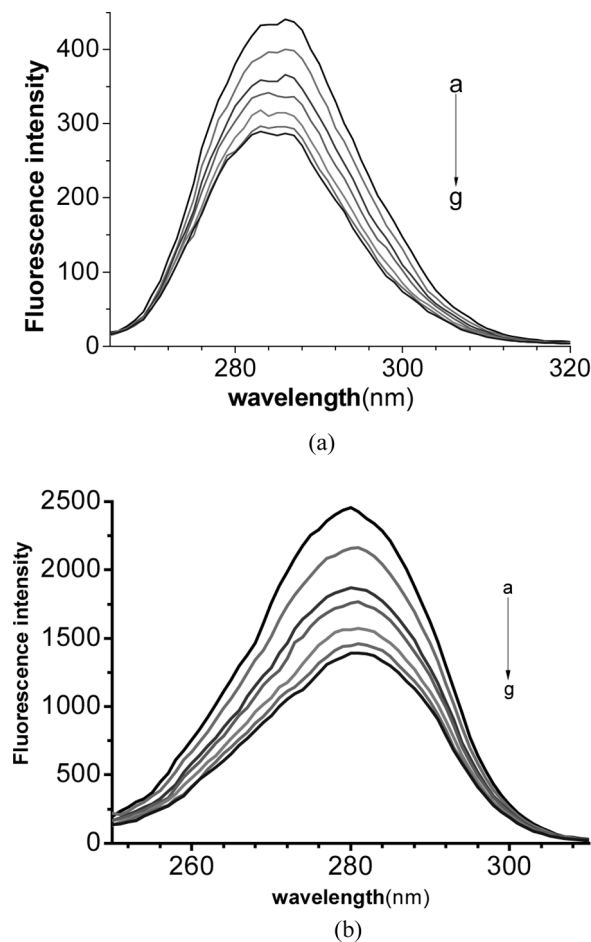 Fluorescence intensity
400
300
200
100
0
280
300
320
wavelength(nm)
a
g
(a)
Fluorescence intensity
2500
2000
1500
1000
500
0
260
280
300
wavelength(nm)
a
g
(b)